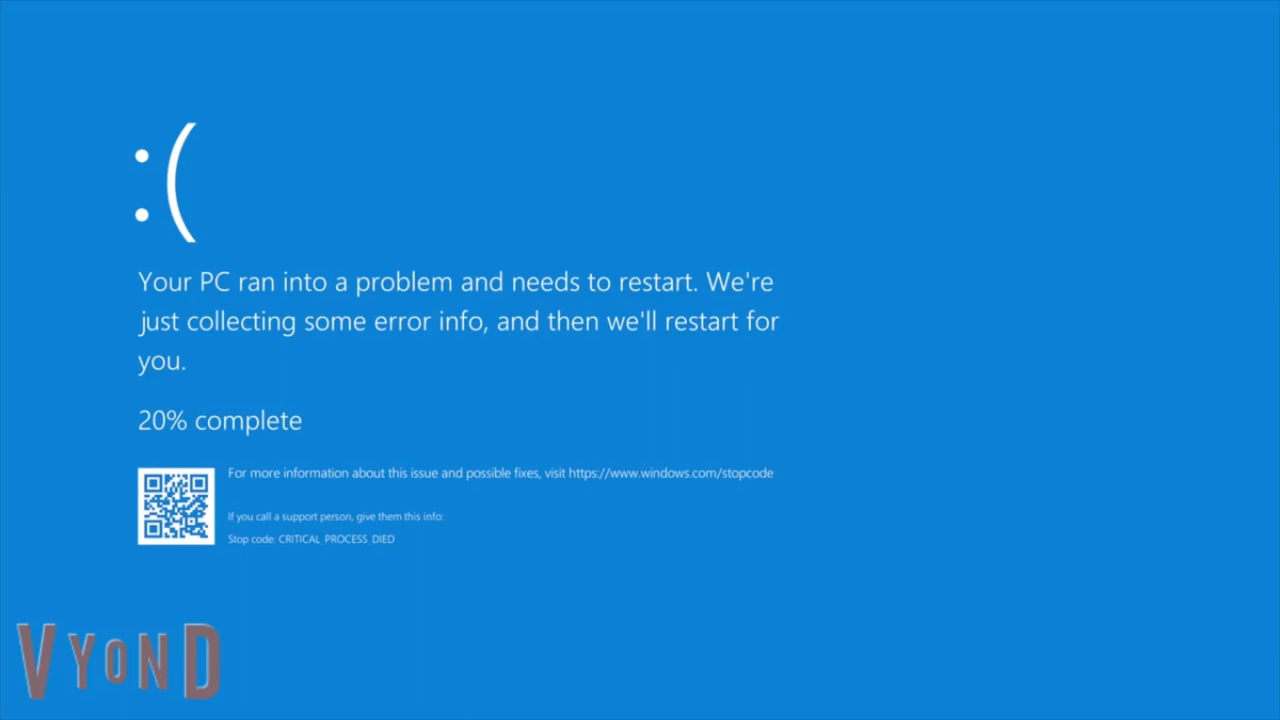 :(
Your PC ran into a problem and needs to restart. We're
just collecting some error info, and then we'll restart for
you.
20% complete
For more information about this issue and possible fixes, visit https://www.windows.com/stopcode
If you call a support person, give them this info:
Stop code: CRITICAL_PROCESS_DIED
VYOND